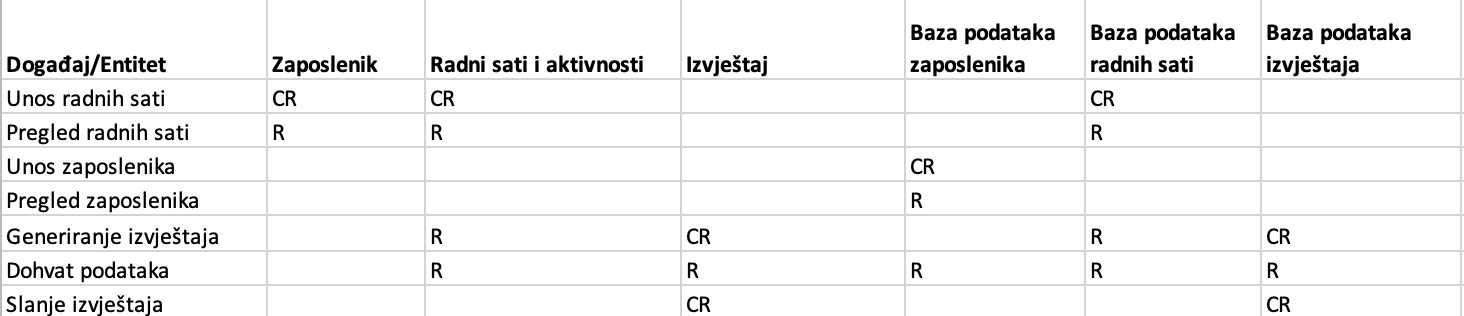 Događaj/Entitet Zaposlenik Radni sati i aktivnosti Izvještaj Baza podataka zaposlenika Baza podataka radnih sati Baza podataka izvještaja
Unos radnih sati CR CR CR
Pregled radnih sati R R R
Unos zaposlenika CR
Pregled zaposlenika R
Generiranje izvještaja R CR R CR
Dohvat podataka R R R R R
Slanje izvještaja CR CR